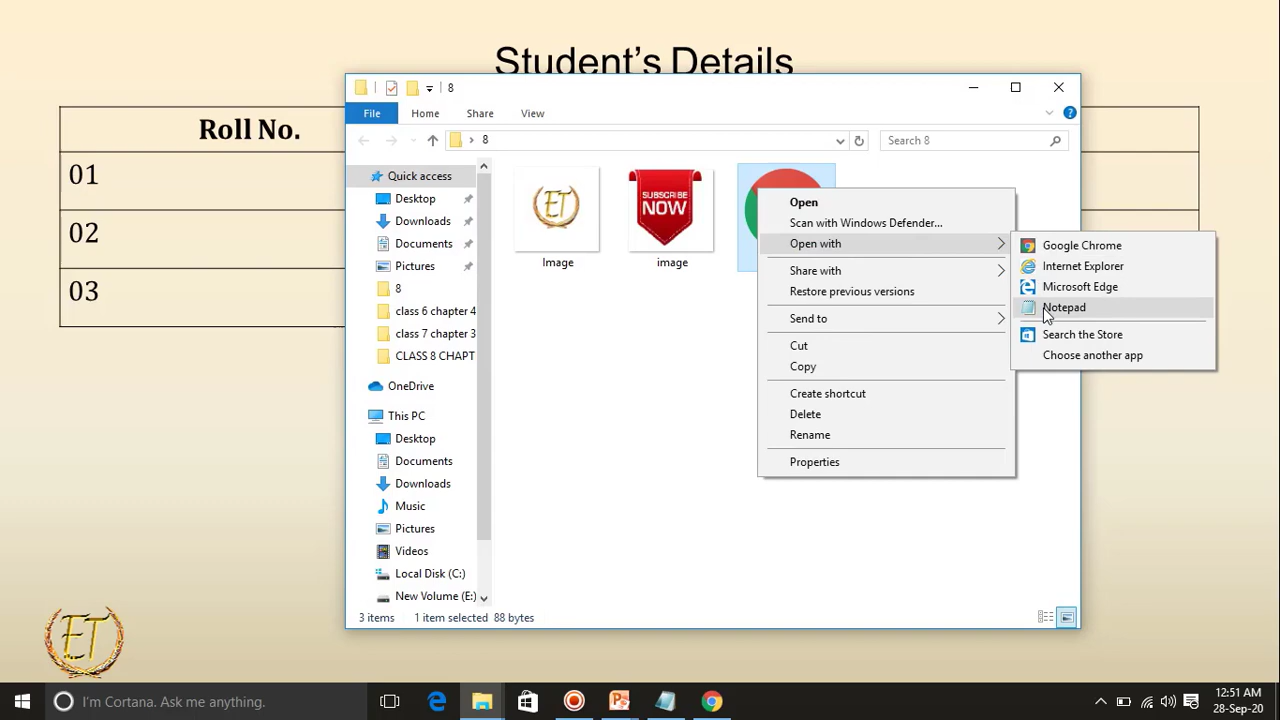 Student's Details
Roll No.
01
02
03
8
File
Home
Share
View
8
Search 8
Quick access
Desktop
Downloads
Documents
Pictures
8
class 6 chapter 4
class 7 chapter 3
CLASS 8 CHAPT
OneDrive
This PC
Desktop
Documents
Downloads
Music
Pictures
Videos
Local Disk (C:)
New Volume (E:)
ET
Image
SUBSCRIBE
NOW
image
Open
Scan with Windows Defender...
Open with
Share with
Restore previous versions
Send to
Cut
Copy
Create shortcut
Delete
Rename
Properties
Google Chrome
Internet Explorer
Microsoft Edge
Notepad
Search the Store
Choose another app
3 items
1 item selected 88 bytes
ET
I'm Cortana. Ask me anything.
12:51 AM
28-Sep-20